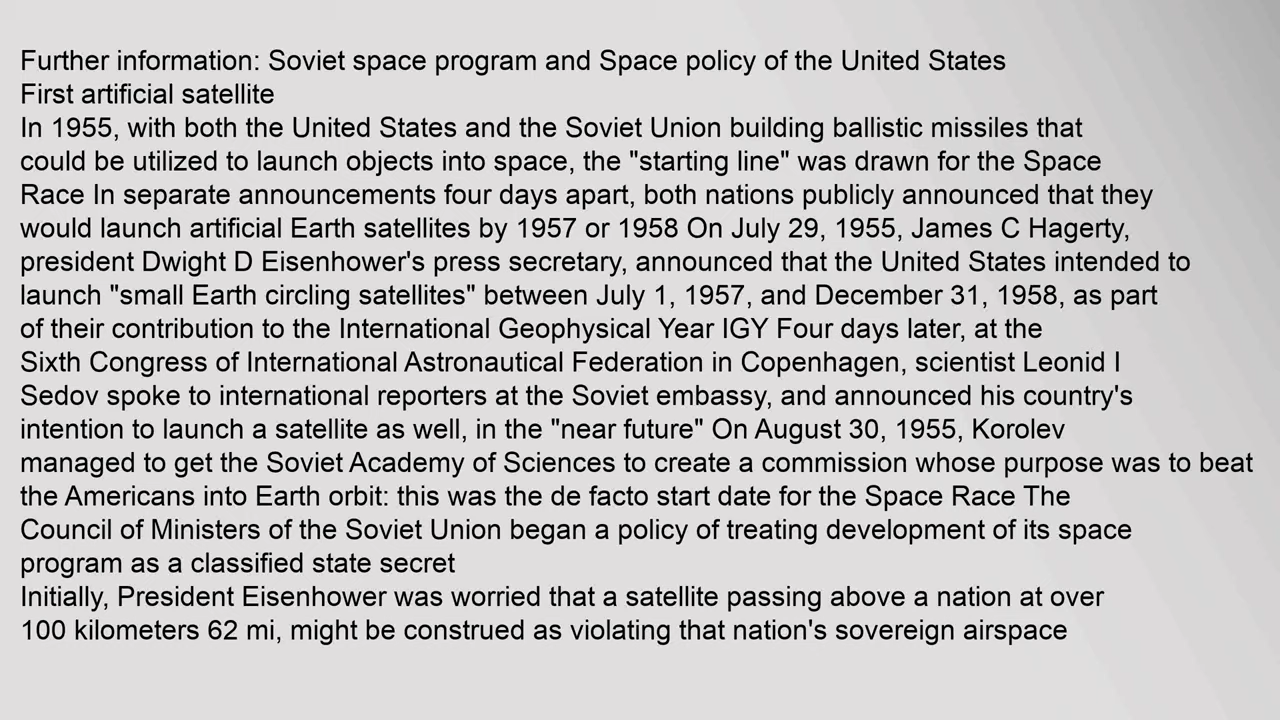 Further information: Soviet space program and Space policy of the United States
First artificial satellite
In 1955, with both the United States and the Soviet Union building ballistic missiles that
could be utilized to launch objects into space, the "starting line" was drawn for the Space
Race In separate announcements four days apart, both nations publicly announced that they
would launch artificial Earth satellites by 1957 or 1958 On July 29, 1955, James C Hagerty,
president Dwight D Eisenhower's press secretary, announced that the United States intended to
launch "small Earth circling satellites" between July 1, 1957, and December 31, 1958, as part
of their contribution to the International Geophysical Year IGY Four days later, at the
Sixth Congress of International Astronautical Federation in Copenhagen, scientist Leonid I
Sedov spoke to international reporters at the Soviet embassy, and announced his country's
intention to launch a satellite as well, in the "near future" On August 30, 1955, Korolev
managed to get the Soviet Academy of Sciences to create a commission whose purpose was to beat
the Americans into Earth orbit: this was the de facto start date for the Space Race The
Council of Ministers of the Soviet Union began a policy of treating development of its space
program as a classified state secret
Initially, President Eisenhower was worried that a satellite passing above a nation at over
100 kilometers 62 mi, might be construed as violating that nation's sovereign airspace